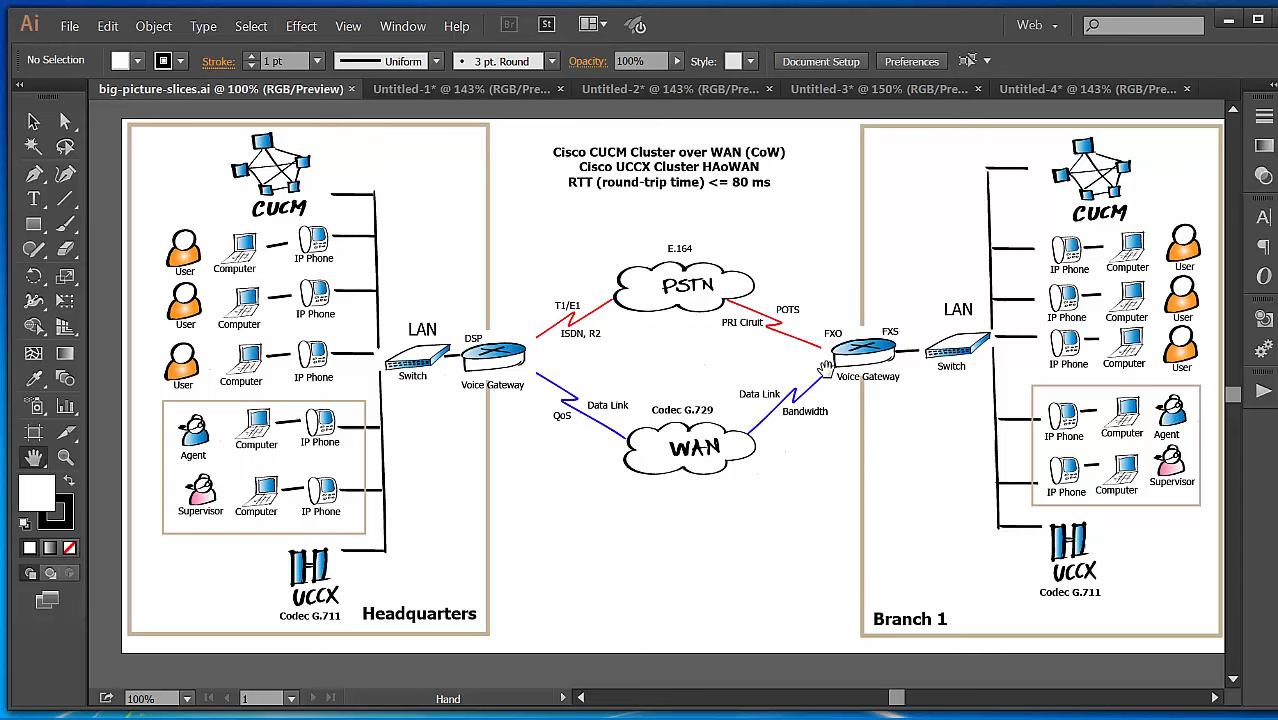 Ai File Edit Object Type Select Effect View Window Help Br St Web
No Selection Stroke: 1 pt Uniform 3 pt. Round Opacity: 100% Style: Document Setup Preferences
big-picture-slices.ai @ 100% (RGB/Preview) × Untitled-1* @ 143% (RGB/Pre... × Untitled-2* @ 143% (RGB/Pre... × Untitled-3* @ 150% (RGB/Pre... × Untitled-4* @ 143% (RGB/Pre... ×
Cisco CUCM Cluster over WAN (CoW)
Cisco UCCX Cluster HAoWAN
RTT (round-trip time) <= 80 ms
CUCM
User Computer IP Phone
User Computer IP Phone
User Computer IP Phone
Agent Computer IP Phone
Supervisor Computer IP Phone
UCCX
Codec G.711
Headquarters
LAN
Switch
DSP
Voice Gateway
E.164
PSTN
T1/E1
ISDN, R2
POTS
PRI Ciruit
Data Link
QoS
Codec G.729
WAN
Data Link
Bandwidth
FXO
FXS
Voice Gateway
LAN
Switch
CUCM
IP Phone Computer User
IP Phone Computer User
IP Phone Computer User
IP Phone Computer Agent
IP Phone Computer Supervisor
UCCX
Codec G.711
Branch 1
100% 1 Hand